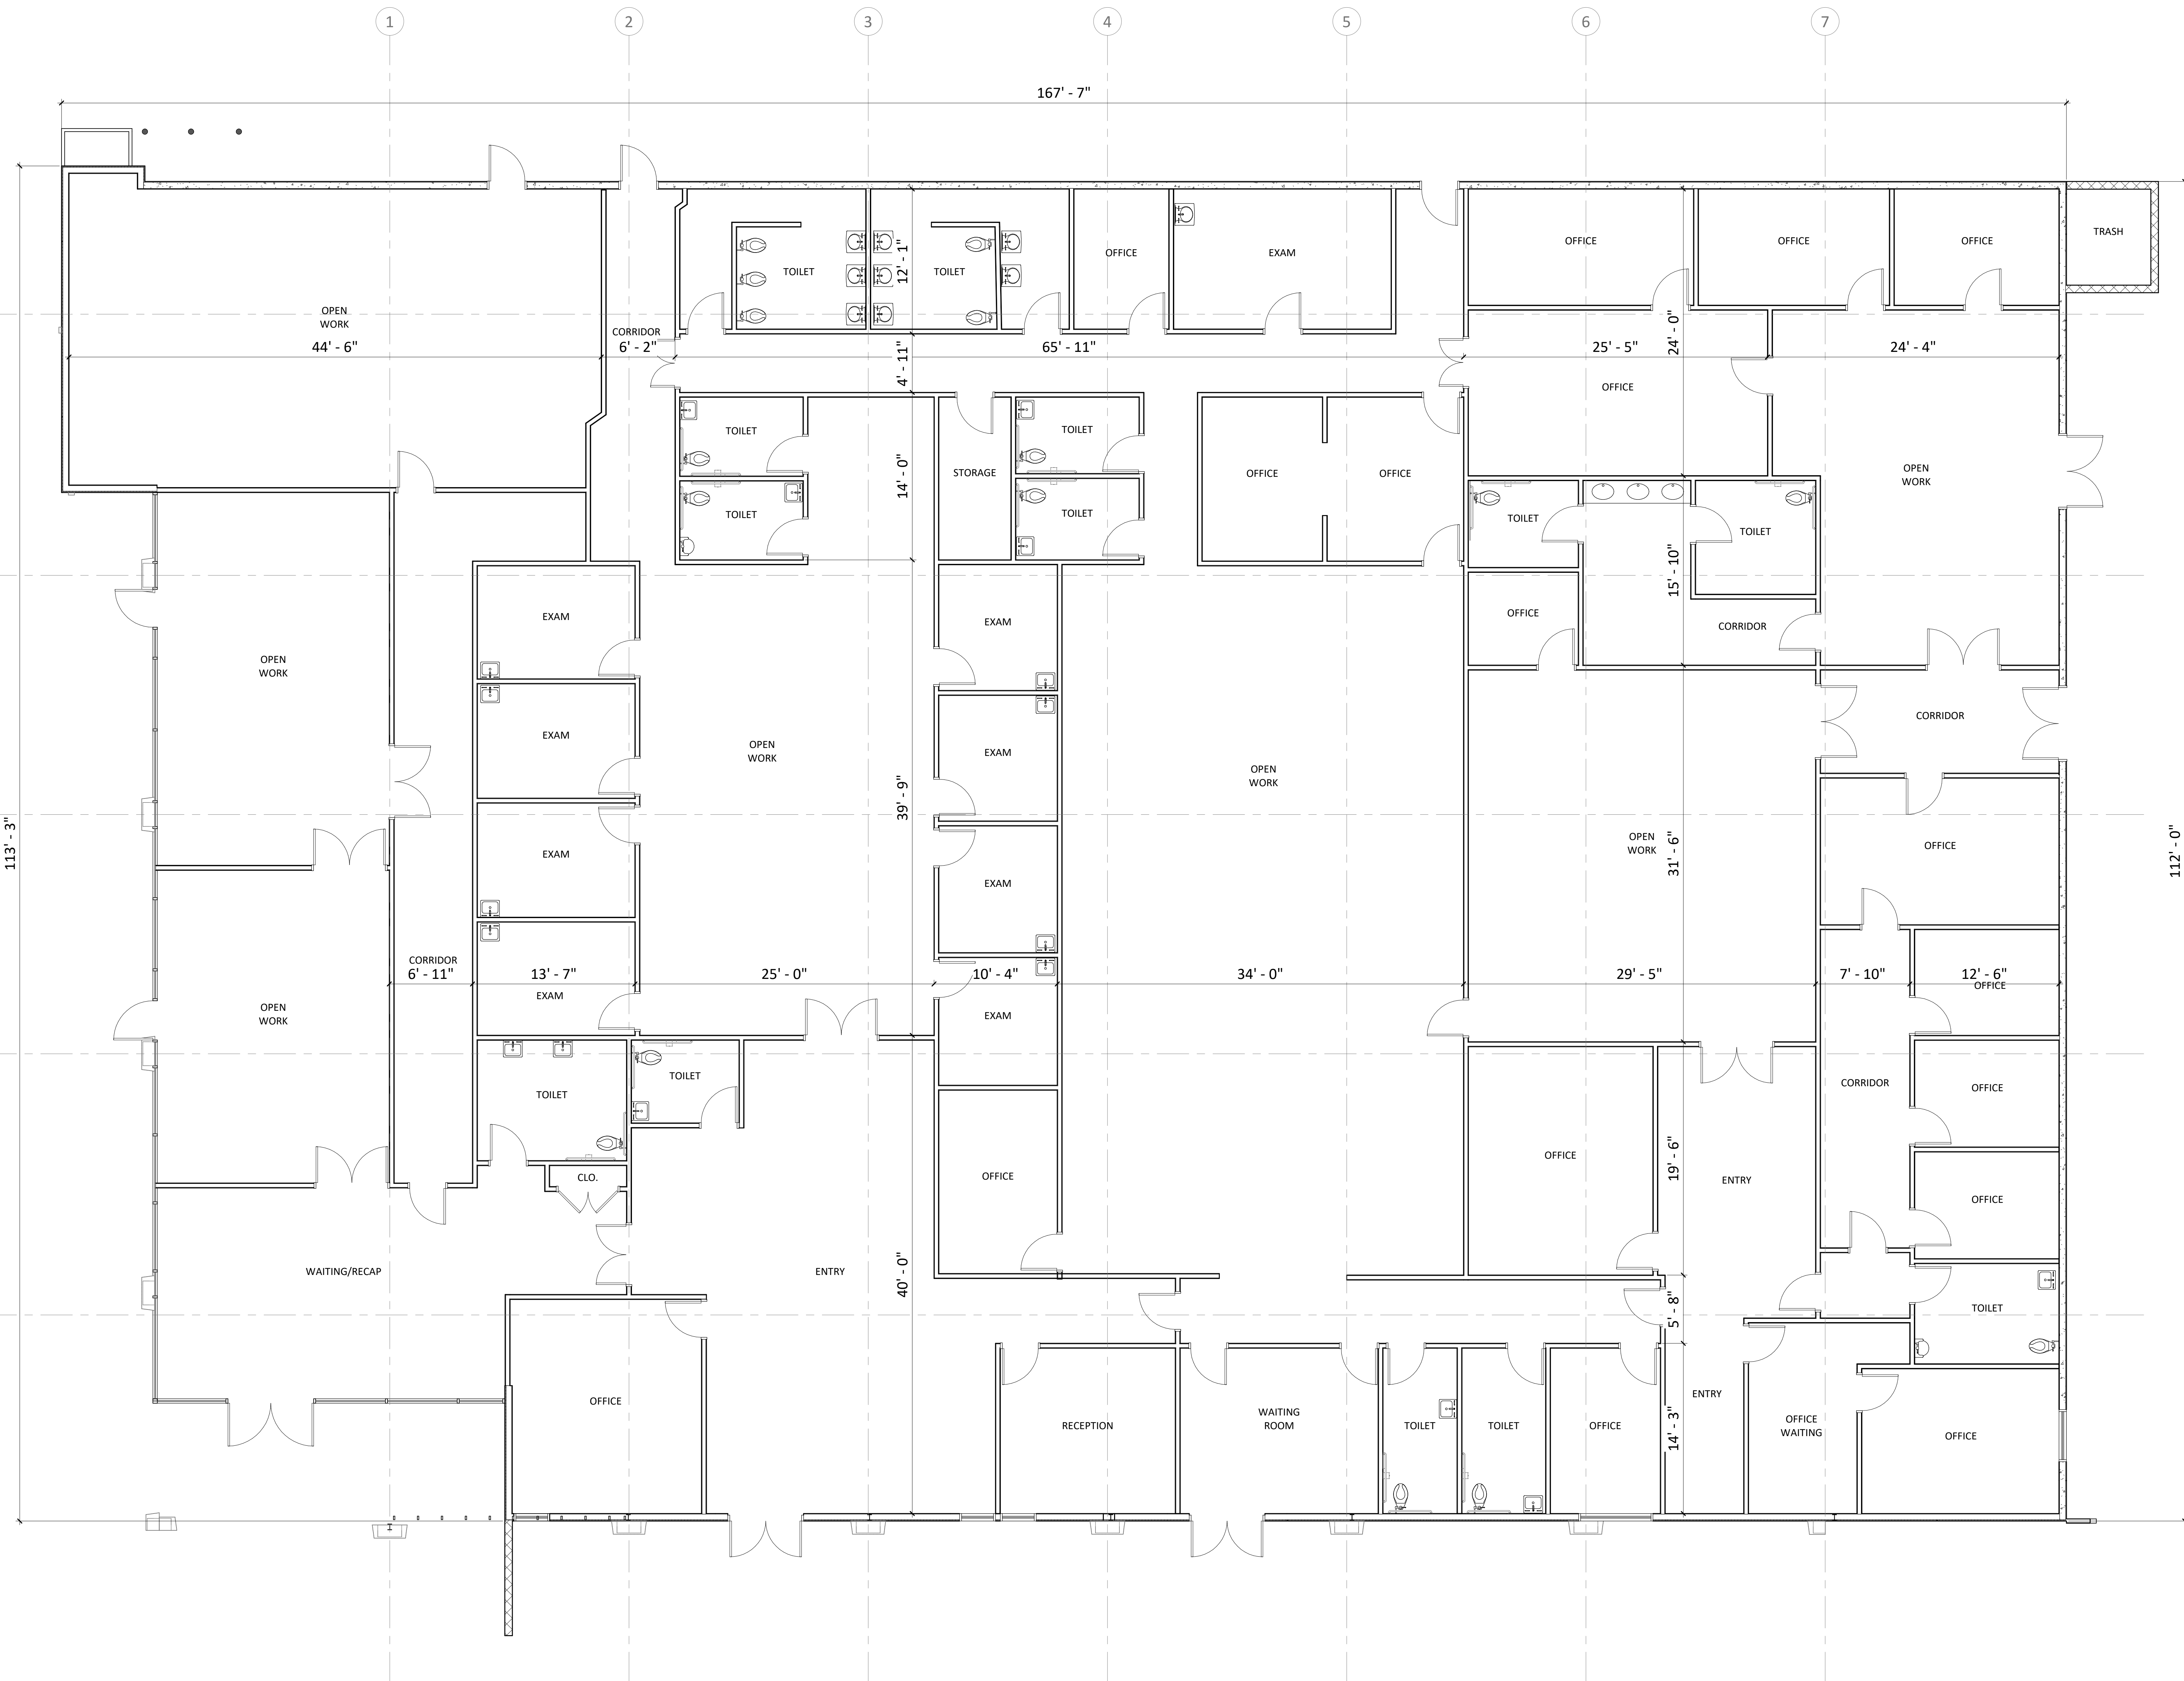 1
2
3
4
5
6
7
167' - 7"
OFFICE
OFFICE
OFFICE
TRASH
OFFICE
EXAM
TOILET
TOILET
12' - 1"
OPEN
WORK
CORRIDOR
44' - 6"
6' - 2"
65' - 11"
25' - 5"
24' - 0"
24' - 4"
4' - 11"
OFFICE
TOILET
TOILET
STORAGE
14' - 0"
OFFICE
OFFICE
OPEN
WORK
TOILET
TOILET
TOILET
TOILET
15' - 10"
EXAM
EXAM
OFFICE
CORRIDOR
OPEN
WORK
CORRIDOR
EXAM
OPEN
WORK
EXAM
OPEN
WORK
39' - 9"
113' - 3"
112' - 0"
OPEN
WORK
31' - 6"
OFFICE
EXAM
EXAM
CORRIDOR
6' - 11"
13' - 7"
25' - 0"
10' - 4"
34' - 0"
29' - 5"
7' - 10"
12' - 6"
OFFICE
EXAM
OPEN
WORK
EXAM
TOILET
TOILET
CORRIDOR
OFFICE
CLO.
OFFICE
OFFICE
19' - 6"
ENTRY
OFFICE
WAITING/RECAP
ENTRY
40' - 0"
5' - 8"
TOILET
OFFICE
RECEPTION
WAITING
ROOM
TOILET
TOILET
OFFICE
14' - 3"
ENTRY
OFFICE
WAITING
OFFICE